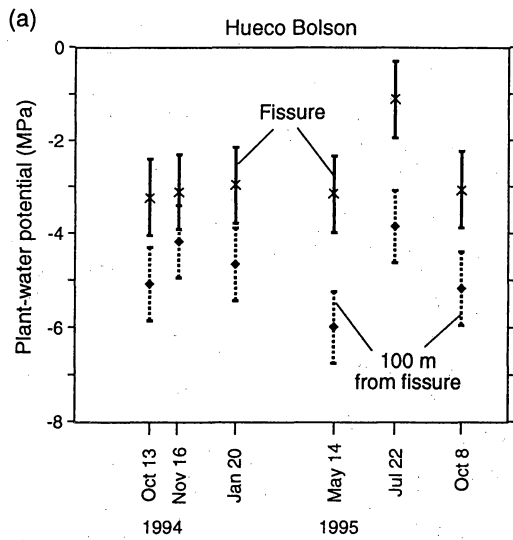 (a)
Hueco Bolson
Plant-water potential (MPa)
0
-2
-4
-6
-8
Fissure
100 m
from fissure
Oct 13
Nov 16
Jan 20
May 14
Jul 22
Oct 8
1994
1995